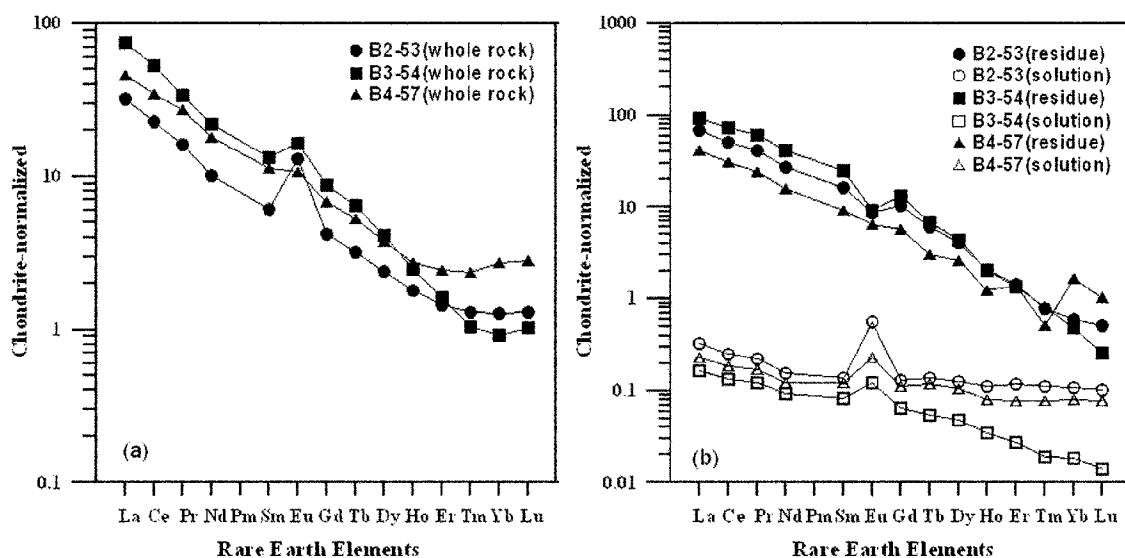 100
10
1
0.1
Chondrite-normalized
B2-53(whole rock)
B3-54(whole rock)
B4-57(whole rock)
(a)
La Ce Pr Nd Pm Sm Eu Gd Tb Dy Ho Er Tm Yb Lu
Rare Earth Elements
1000
100
10
1
0.1
0.01
Chondrite-normalized
B2-53(residue)
B2-53(solution)
B3-54(residue)
B3-54(solution)
B4-57(residue)
B4-57(solution)
(b)
La Ce Pr Nd Pm Sm Eu Gd Tb Dy Ho Er Tm Yb Lu
Rare Earth Elements